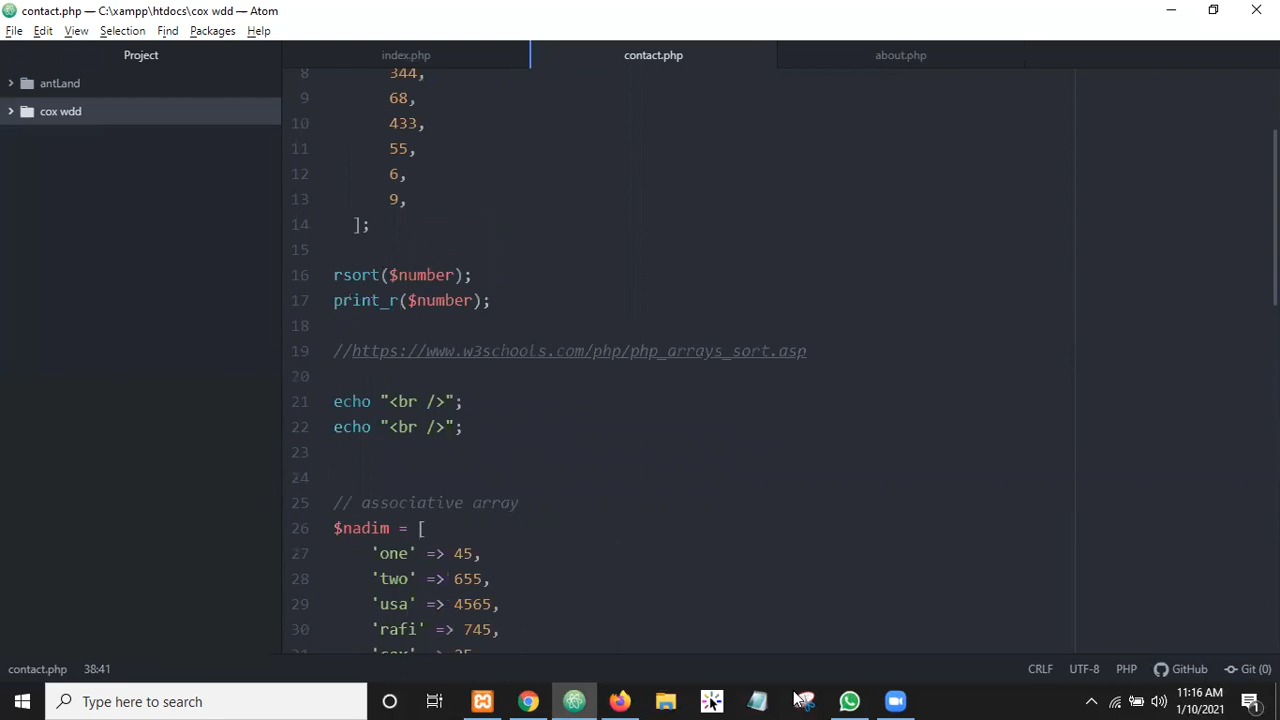 contact.php — C:\xampp\htdocs\cox wdd — Atom
File Edit View Selection Find Packages Help
Project
index.php
contact.php
about.php
antLand
cox wdd
8 344,
9 68,
10 433,
11 55,
12 6,
13 9,
14 ];
15
16 rsort($number);
17 print_r($number);
18
19 //https://www.w3schools.com/php/php_arrays_sort.asp
20
21 echo "<br />";
22 echo "<br />";
23
24
25 // associative array
26 $nadim = [
27 'one' => 45,
28 'two' => 655,
29 'usa' => 4565,
30 'rafi' => 745,
contact.php 38:41 CRLF UTF-8 PHP GitHub Git (0)
Type here to search
11:16 AM
1/10/2021
1